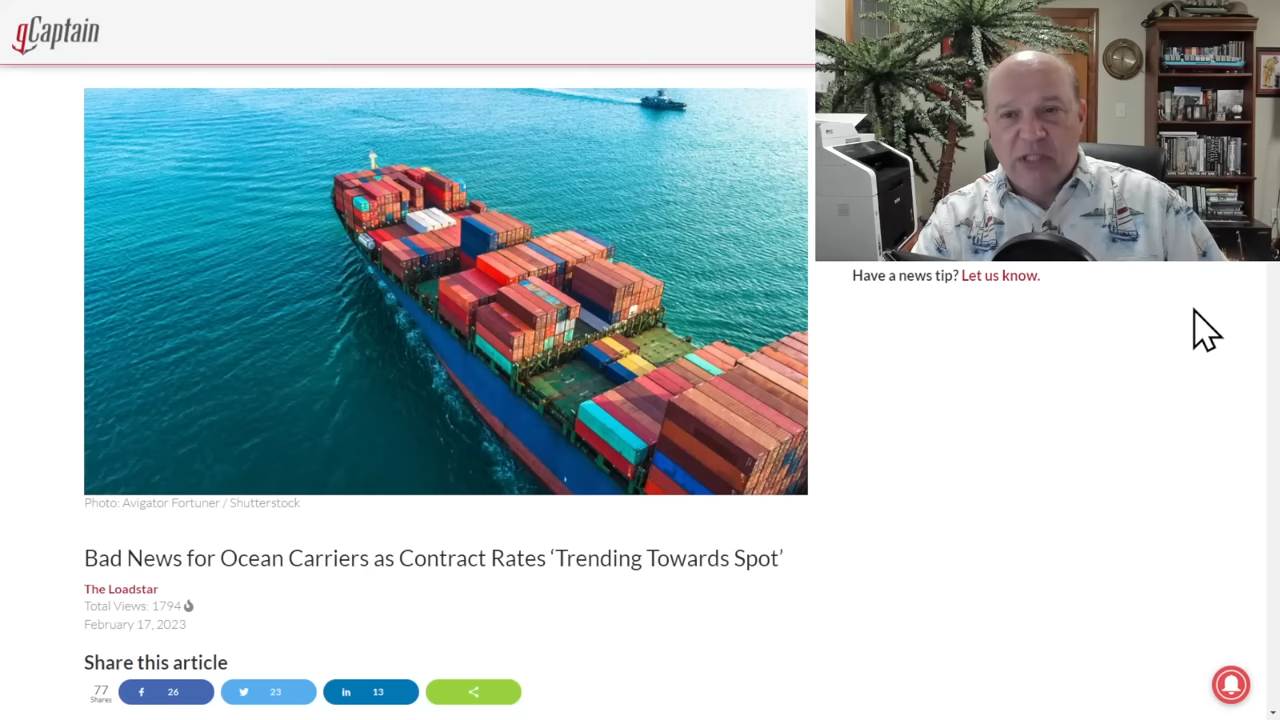 gCaptain
Have a news tip? Let us know.
Photo: Avigator Fortuner / Shutterstock
Bad News for Ocean Carriers as Contract Rates ‘Trending Towards Spot’
The Loadstar
Total Views: 1794
February 17, 2023
Share this article
77
Shares
26
23
13